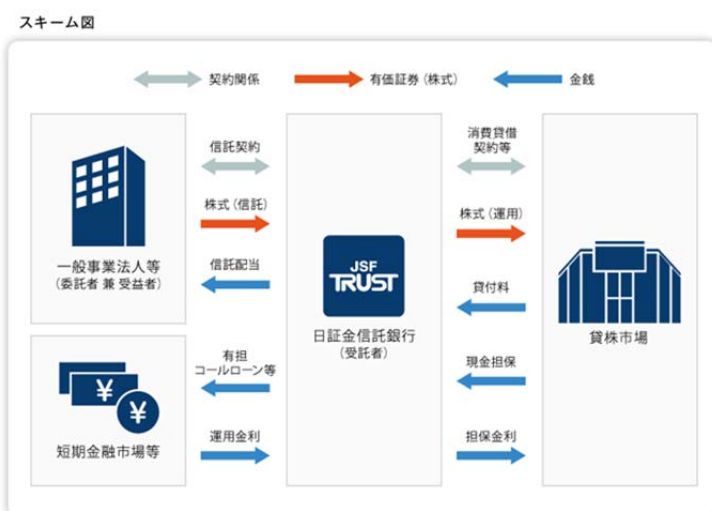 スキーム図
契約関係
有価証券（株式）
金銭
信託契約
株式（信託）
一般事業法人等
（委託者 兼 受益者）
信託配当
JSF
TRUST
日証金信託銀行
（受託者）
消費貸借
契約等
株式（運用）
貸付料
貸株市場
現金担保
担保金利
有担
コールローン等
¥
¥
運用金利
短期金融市場等